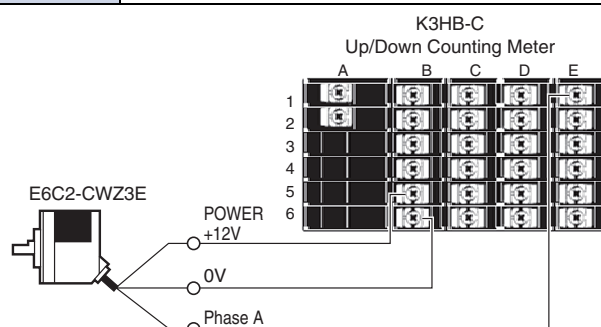 K3HB-C
Up/Down Counting Meter
A B C D E
1
2
3
4
5
6
E6C2-CWZ3E
POWER
+12V
0V
Phase A